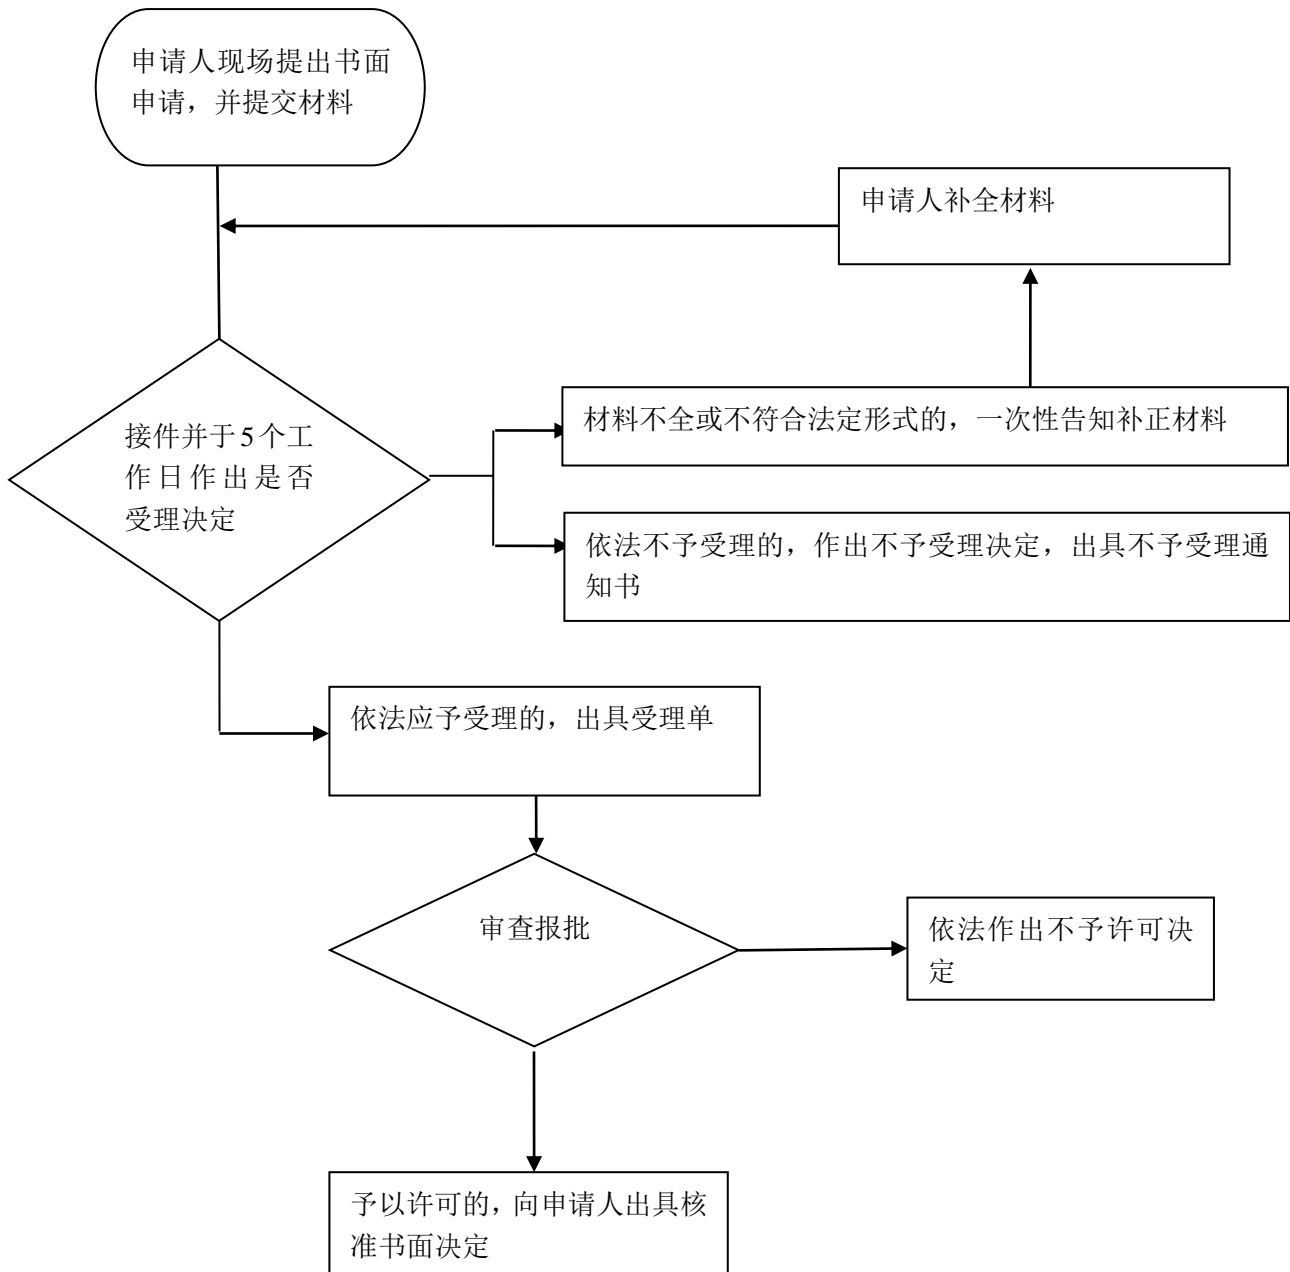 申请人现场提出书面
申请，并提交材料
申请人补全材料
材料不全或不符合法定形式的，一次性告知补正材料
接件并于5个工
作日作出是否
受理决定
依法不予受理的，作出不予受理决定，出具不予受理通
知书
依法应予受理的，出具受理单
审查报批
依法作出不予许可决
定
予以许可的，向申请人出具核
准书面决定